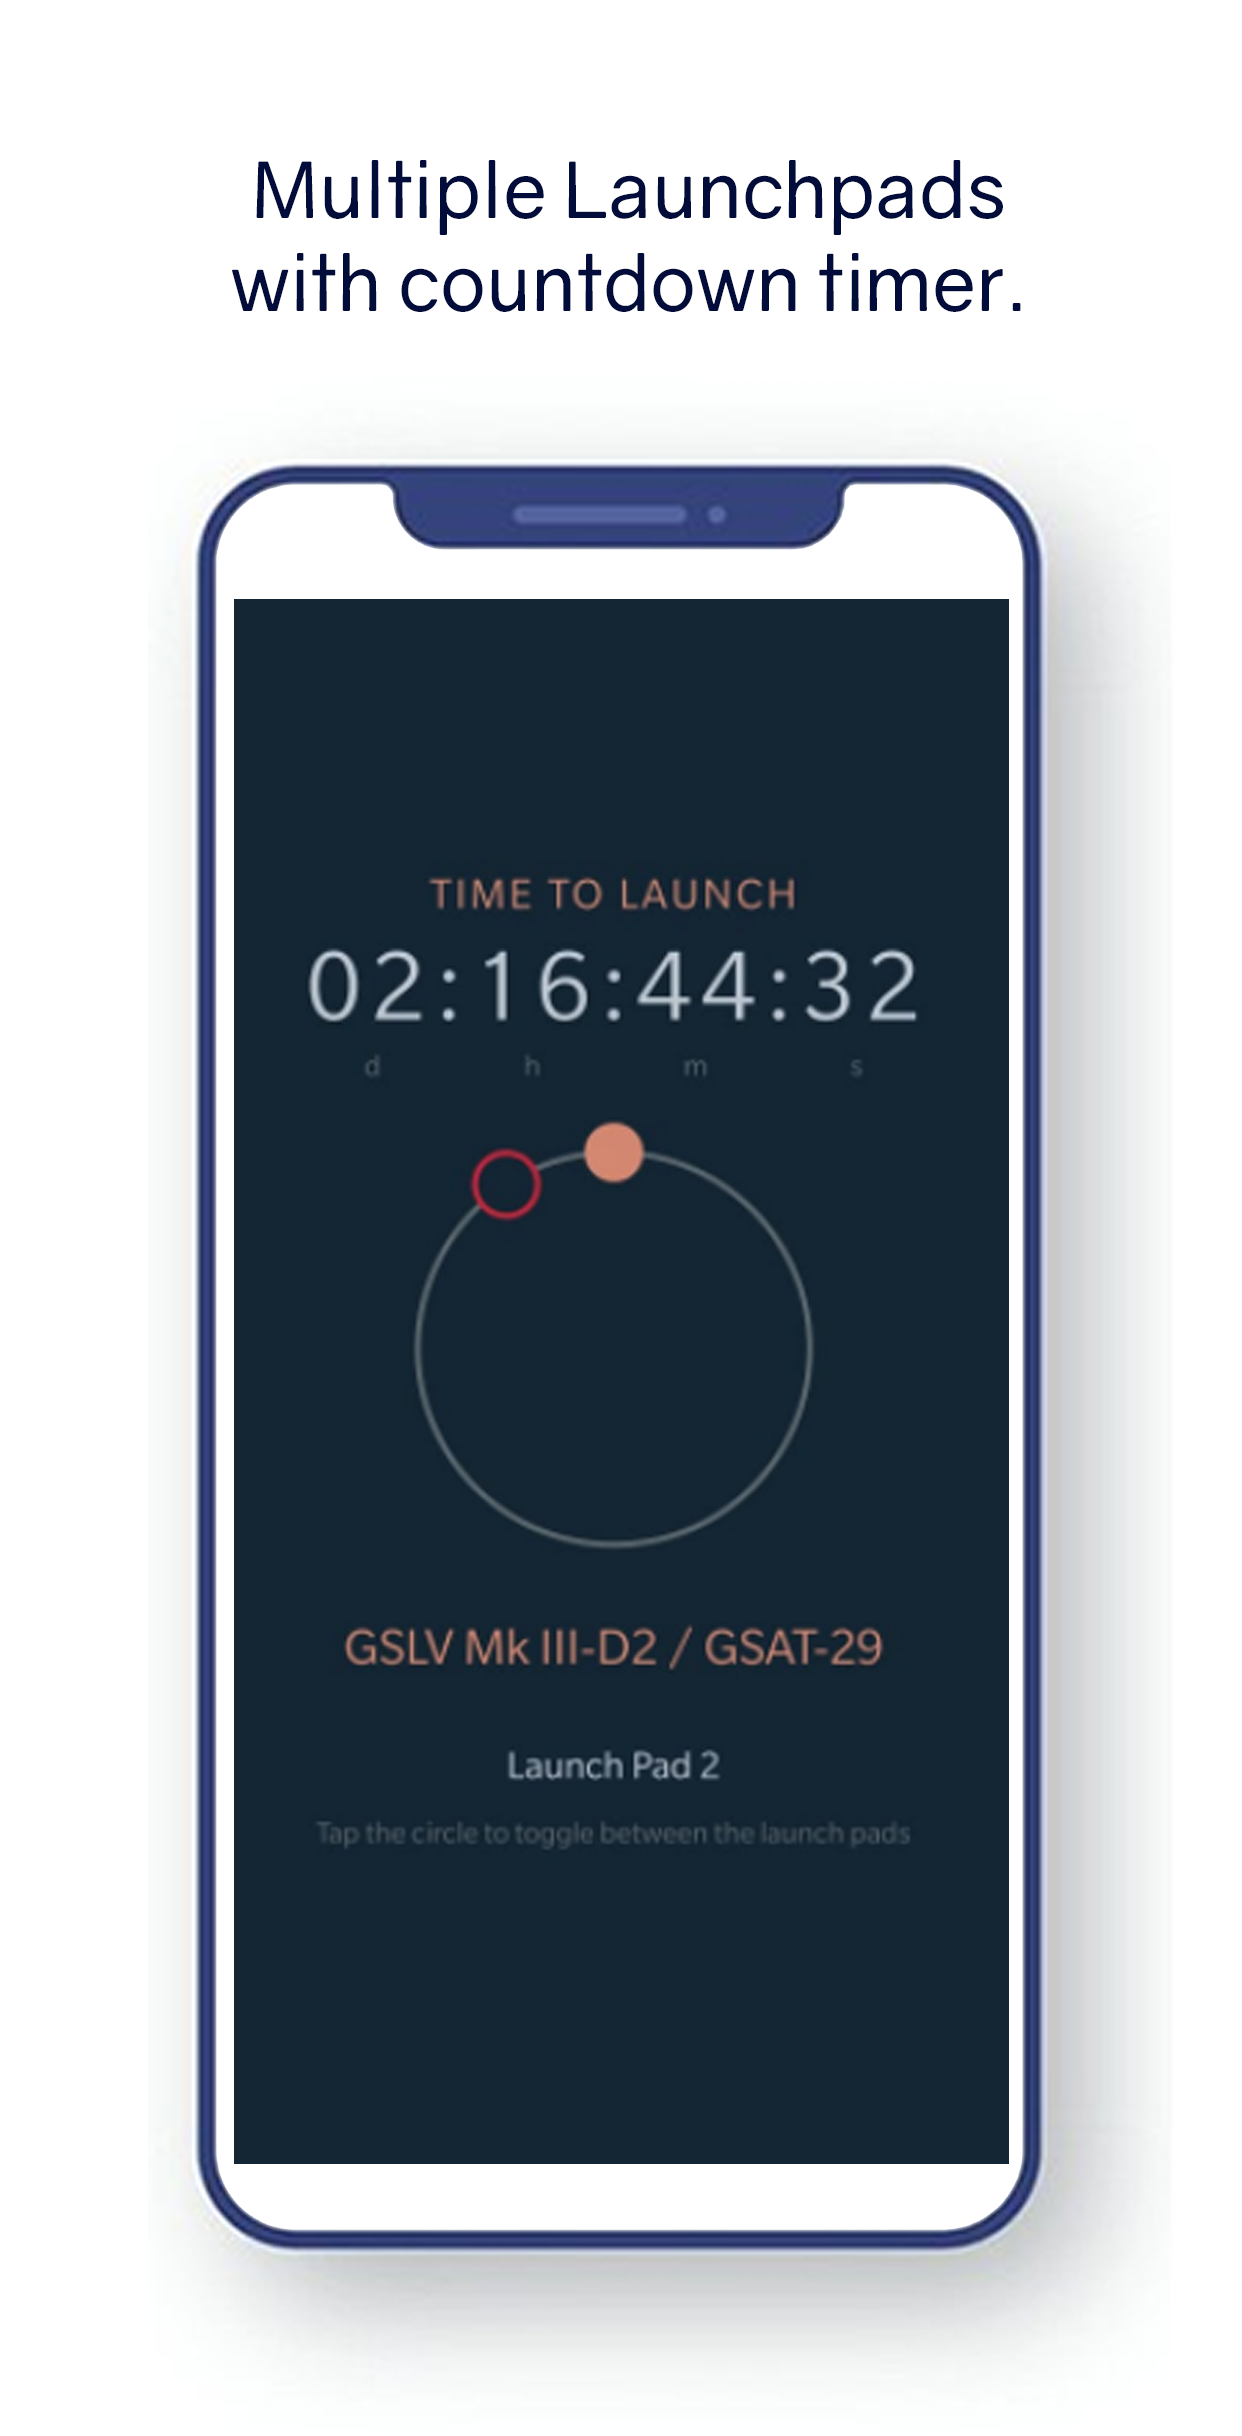 Multiple Launchpads
with countdown timer.
TIME TO LAUNCH
02:16:44:32
d h m s
GSLV Mk III-D2 / GSAT-29
Launch Pad 2
Tap the circle to toggle between the launch pads